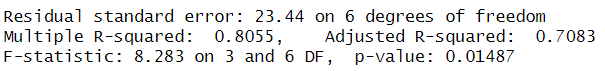 Residual standard error: 23.44 on 6 degrees of freedom
Multiple R-squared:  0.8055,    Adjusted R-squared:  0.7083
F-statistic: 8.283 on 3 and 6 DF,  p-value: 0.01487